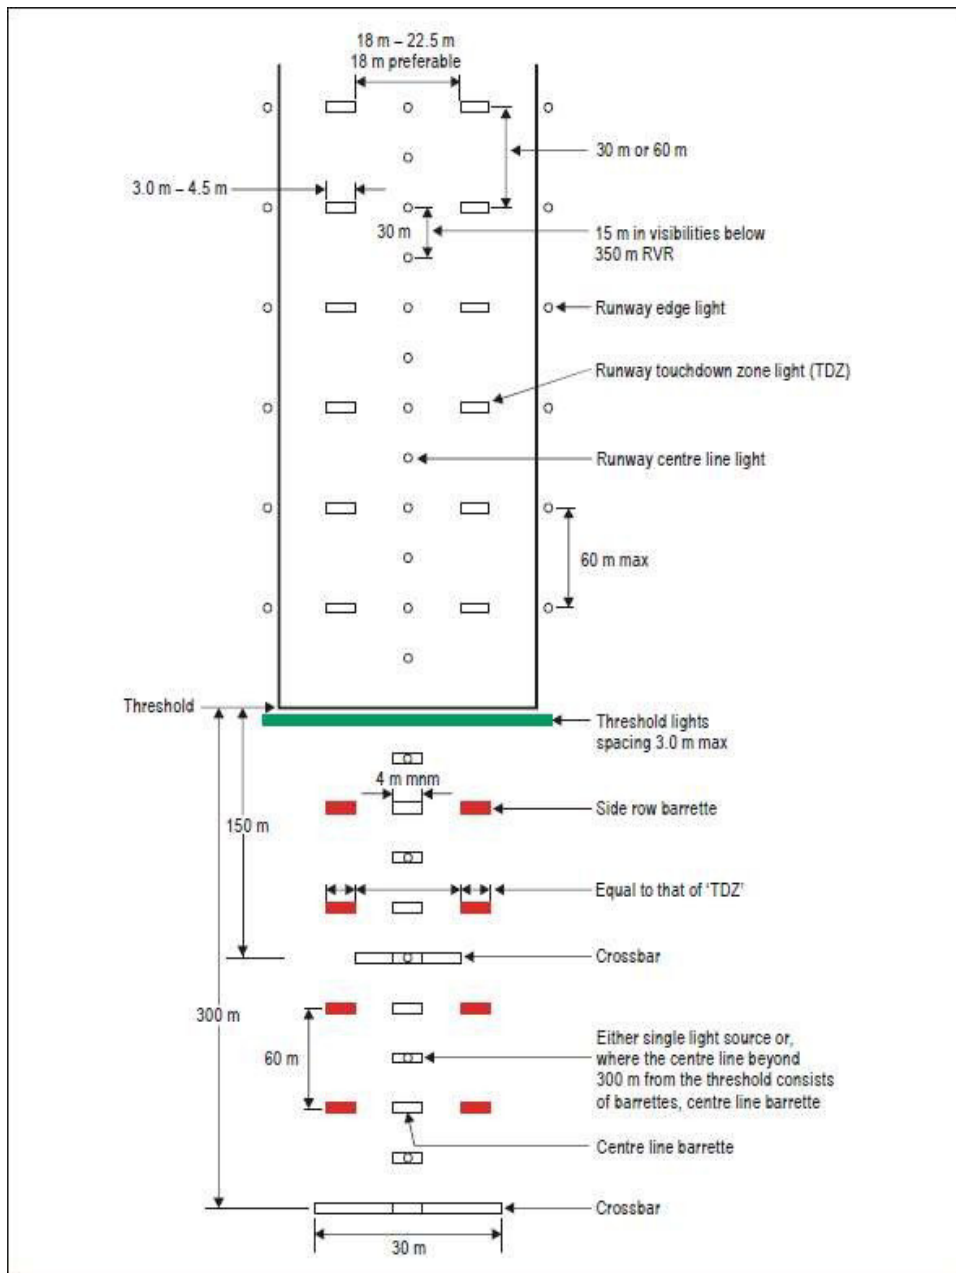 18 m – 22.5 m
18 m preferable
30 m or 60 m
3.0 m – 4.5 m
30 m
15 m in visibilities below
350 m RVR
Runway edge light
Runway touchdown zone light (TDZ)
Runway centre line light
60 m max
Threshold
Threshold lights
spacing 3.0 m max
4 m mnm
Side row barrette
150 m
Equal to that of ‘TDZ’
Crossbar
300 m
60 m
Either single light source or,
where the centre line beyond
300 m from the threshold consists
of barrettes, centre line barrette
Centre line barrette
Crossbar
30 m